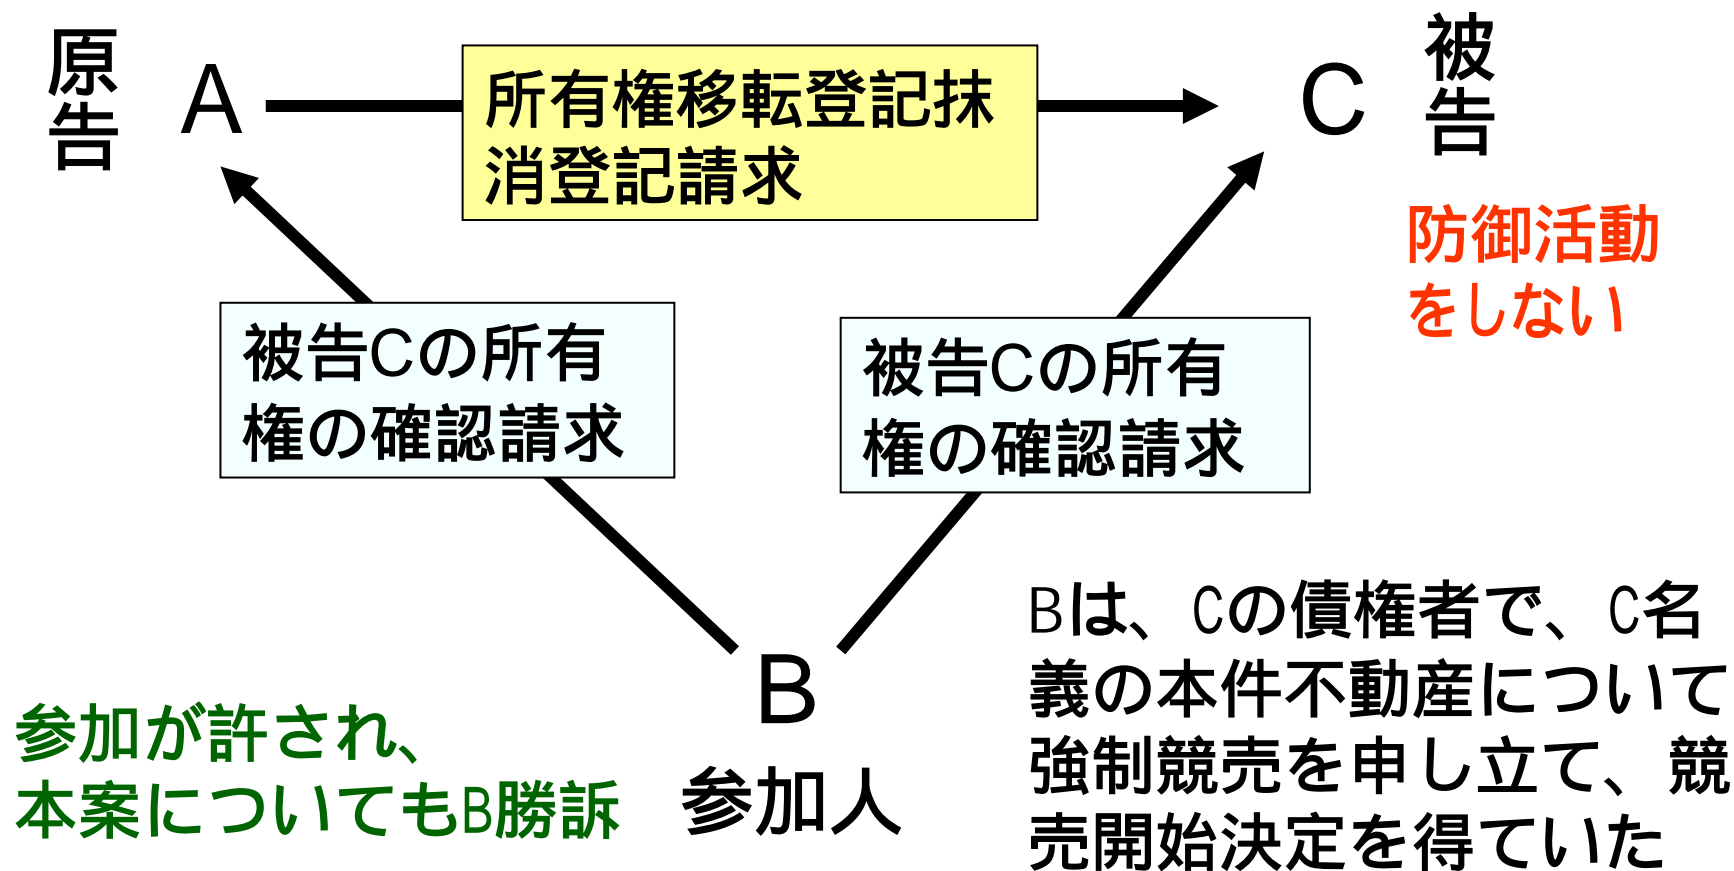 原告
A
所有権移転登記抹
消登記請求
C
被告
防御活動
をしない
被告Cの所有
権の確認請求
被告Cの所有
権の確認請求
B
参加人
Bは、Cの債権者で、C名
義の本件不動産について
強制競売を申し立て、競
売開始決定を得ていた
参加が許され、
本案についてもB勝訴